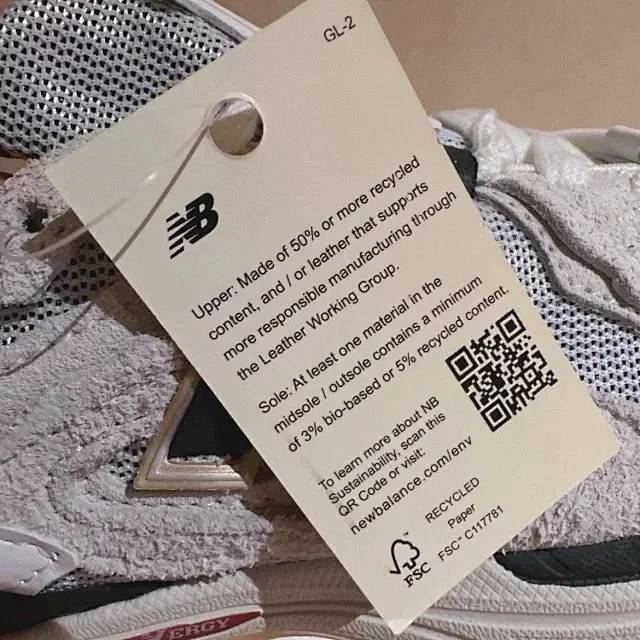 GL-2
NB
Upper: Made of 50% or more recycled
content, and / or leather that supports
more responsible manufacturing through
the Leather Working Group.
Sole: At least one material in the
midsole / outsole contains a minimum
of 3% bio-based or 5% recycled content.
To learn more about NB
Sustainability, scan this
QR Code or visit:
newbalance.com/env
RECYCLED
Paper
FSC™ C117781
FSC
ERGY